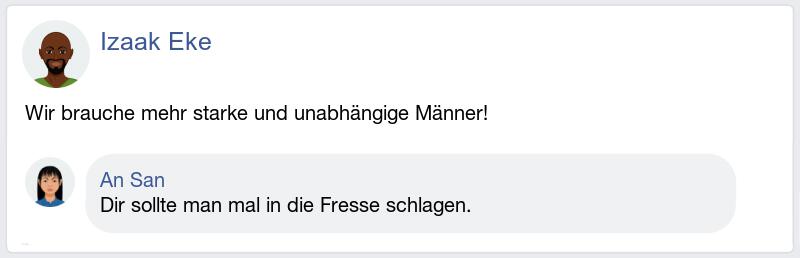 Izaak Eke
Wir brauche mehr starke und unabhängige Männer!
An San
Dir sollte man mal in die Fresse schlagen.